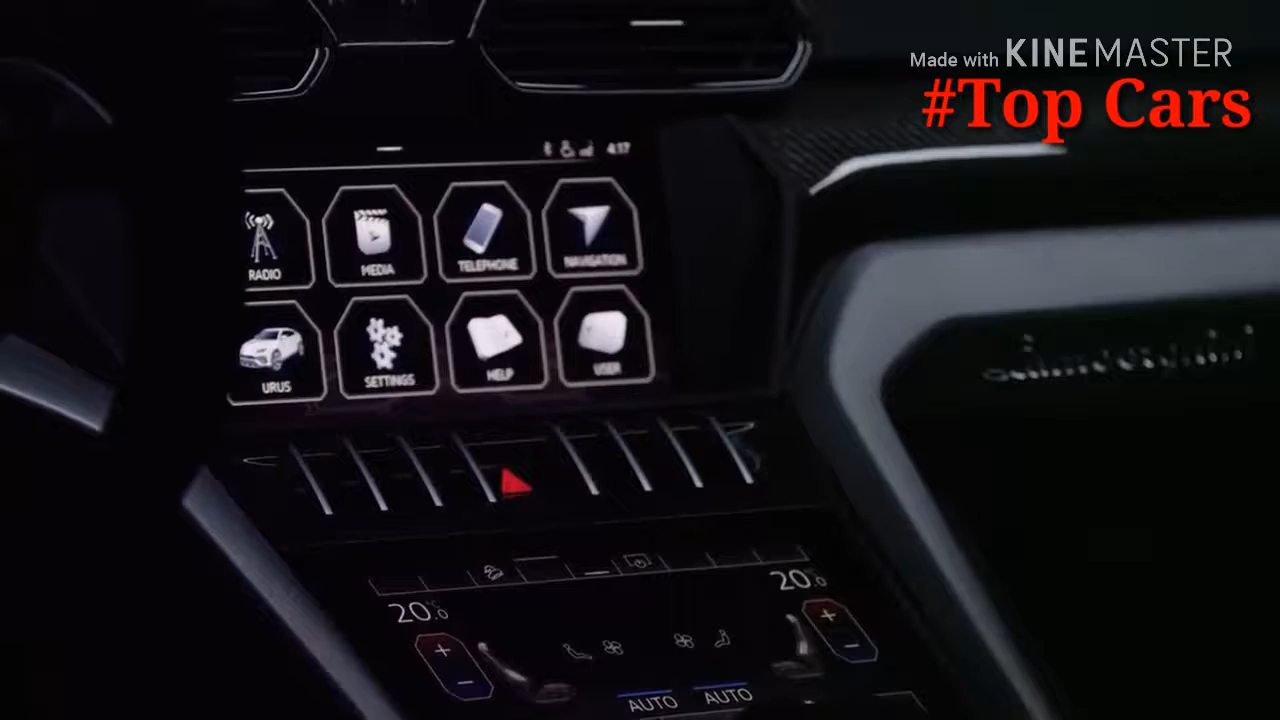 Made with KINEMASTER
#Top Cars
4:17
RADIO MEDIA TELEPHONE NAVIGATION
URUS SETTINGS HELP USER
Lamborghini
20.0°C 20.0°C
+ +
− −
AUTO AUTO